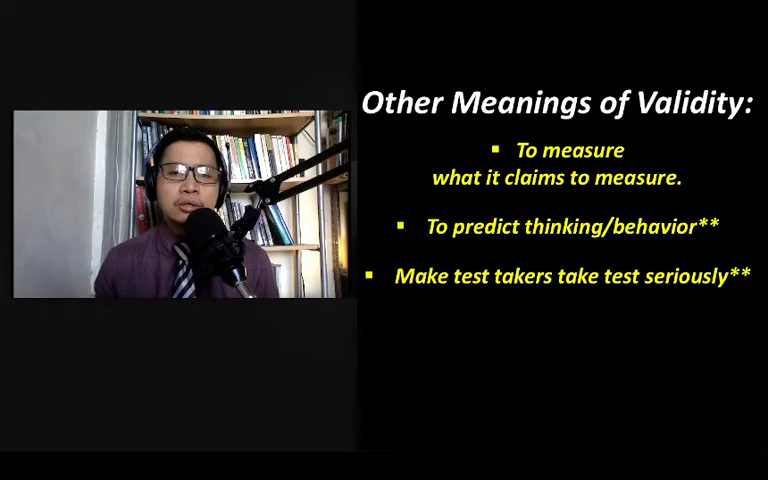 Other Meanings of Validity:
▪ To measure
what it claims to measure.
▪ To predict thinking/behavior**
▪ Make test takers take test seriously**